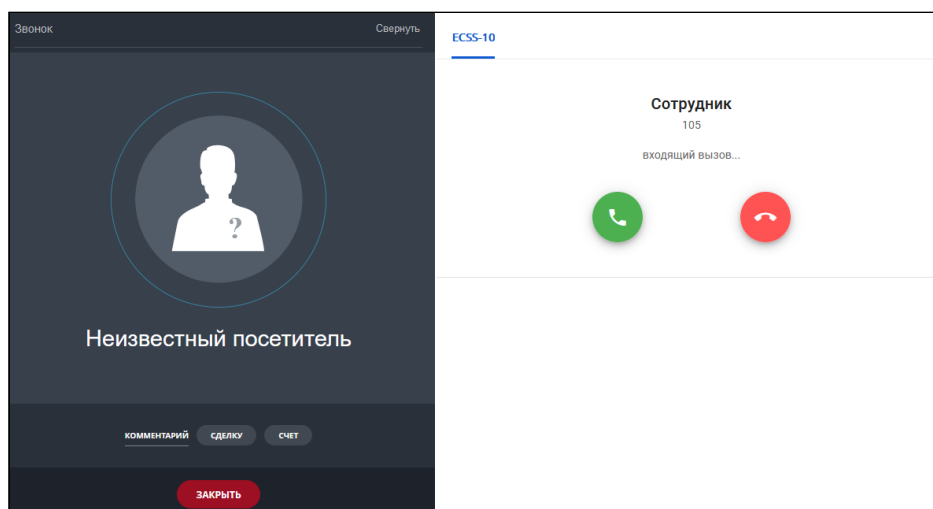 Звонок
Свернуть
?
Неизвестный посетитель
КОММЕНТАРИЙ
СДЕЛКУ
СЧЕТ
ЗАКРЫТЬ
ECSS-10
Сотрудник
105
входящий вызов...